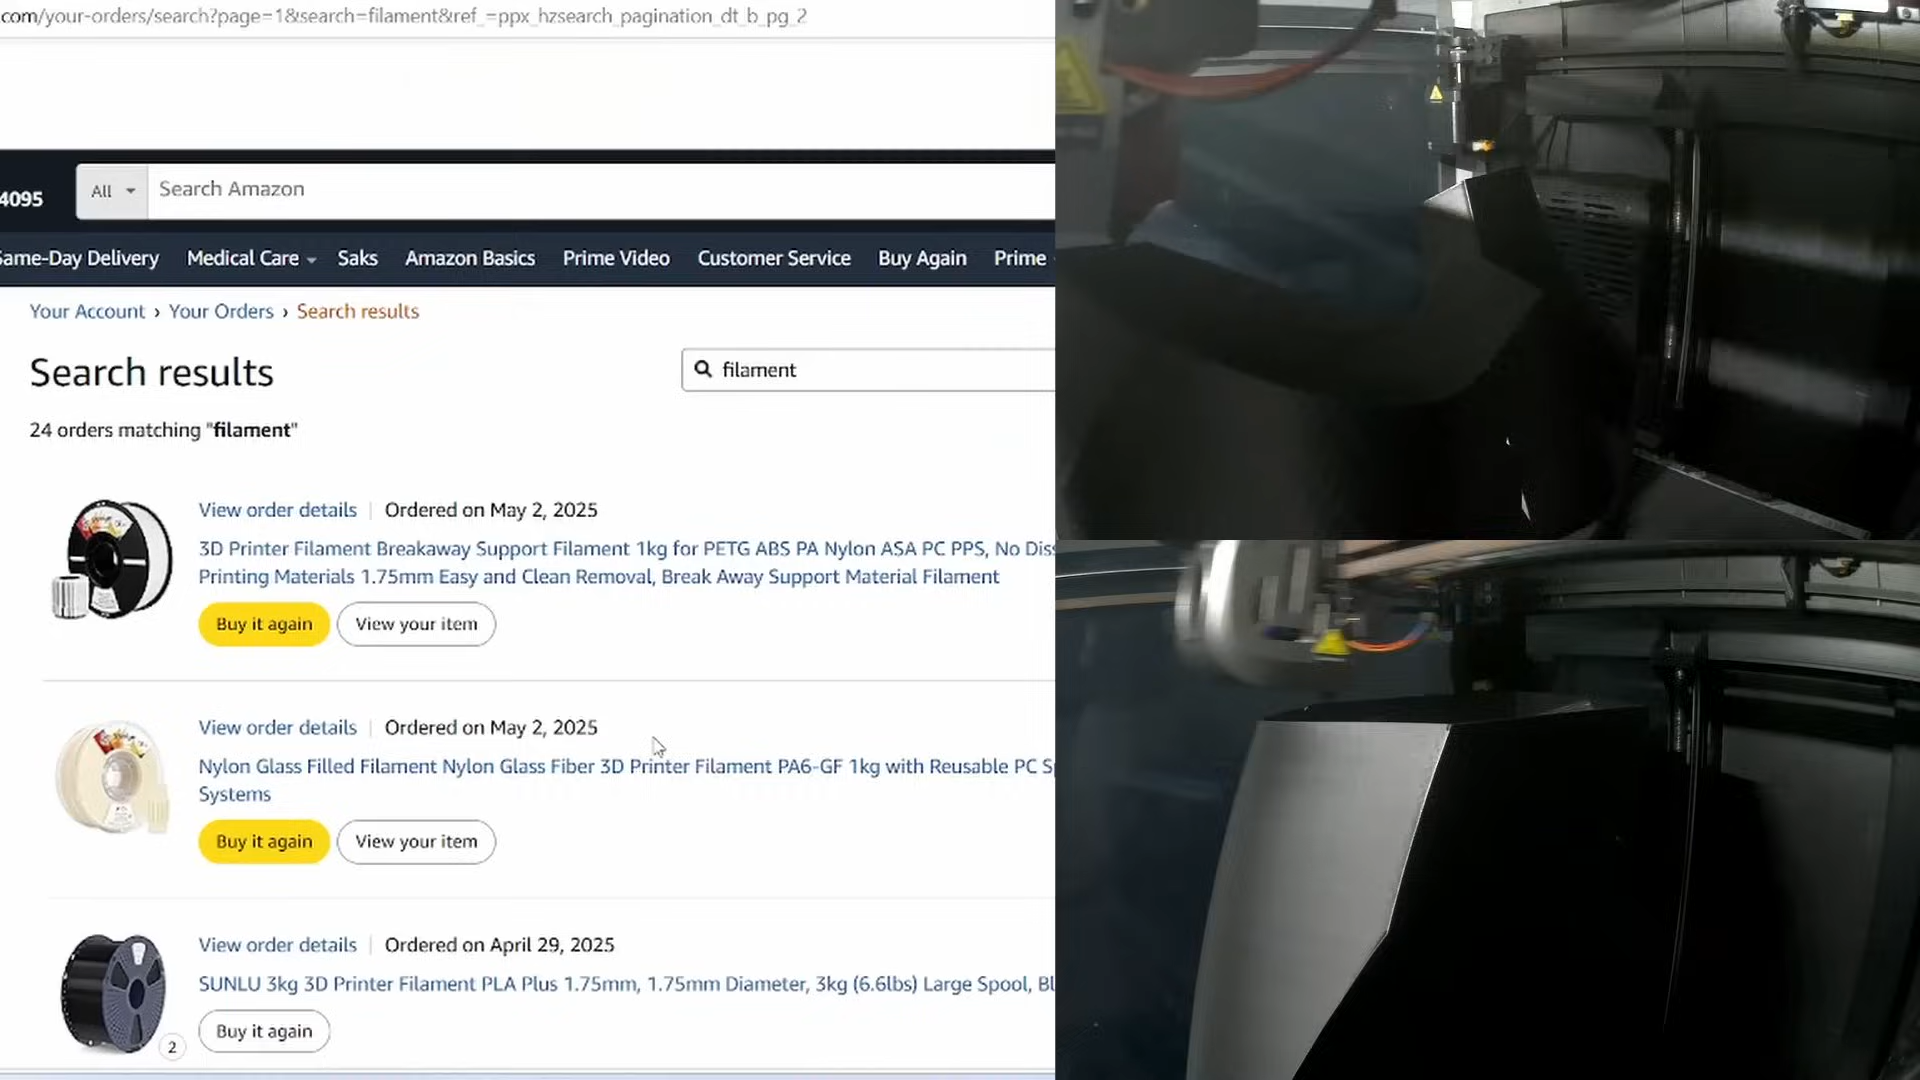 com/your-orders/search?page=1&search=filament&ref_=ppx_hzsearch_pagination_dt_b_pg_2
4095
All
Search Amazon
Same-Day Delivery Medical Care Saks Amazon Basics Prime Video Customer Service Buy Again Prime
Your Account › Your Orders › Search results
Search results
filament
24 orders matching "filament"
View order details | Ordered on May 2, 2025
3D Printer Filament Breakaway Support Filament 1kg for PETG ABS PA Nylon ASA PC PPS, No Dis
Printing Materials 1.75mm Easy and Clean Removal, Break Away Support Material Filament
Buy it again View your item
View order details | Ordered on May 2, 2025
Nylon Glass Filled Filament Nylon Glass Fiber 3D Printer Filament PA6-GF 1kg with Reusable PC S
Systems
Buy it again View your item
View order details | Ordered on April 29, 2025
SUNLU 3kg 3D Printer Filament PLA Plus 1.75mm, 1.75mm Diameter, 3kg (6.6lbs) Large Spool, Bl
Buy it again
2